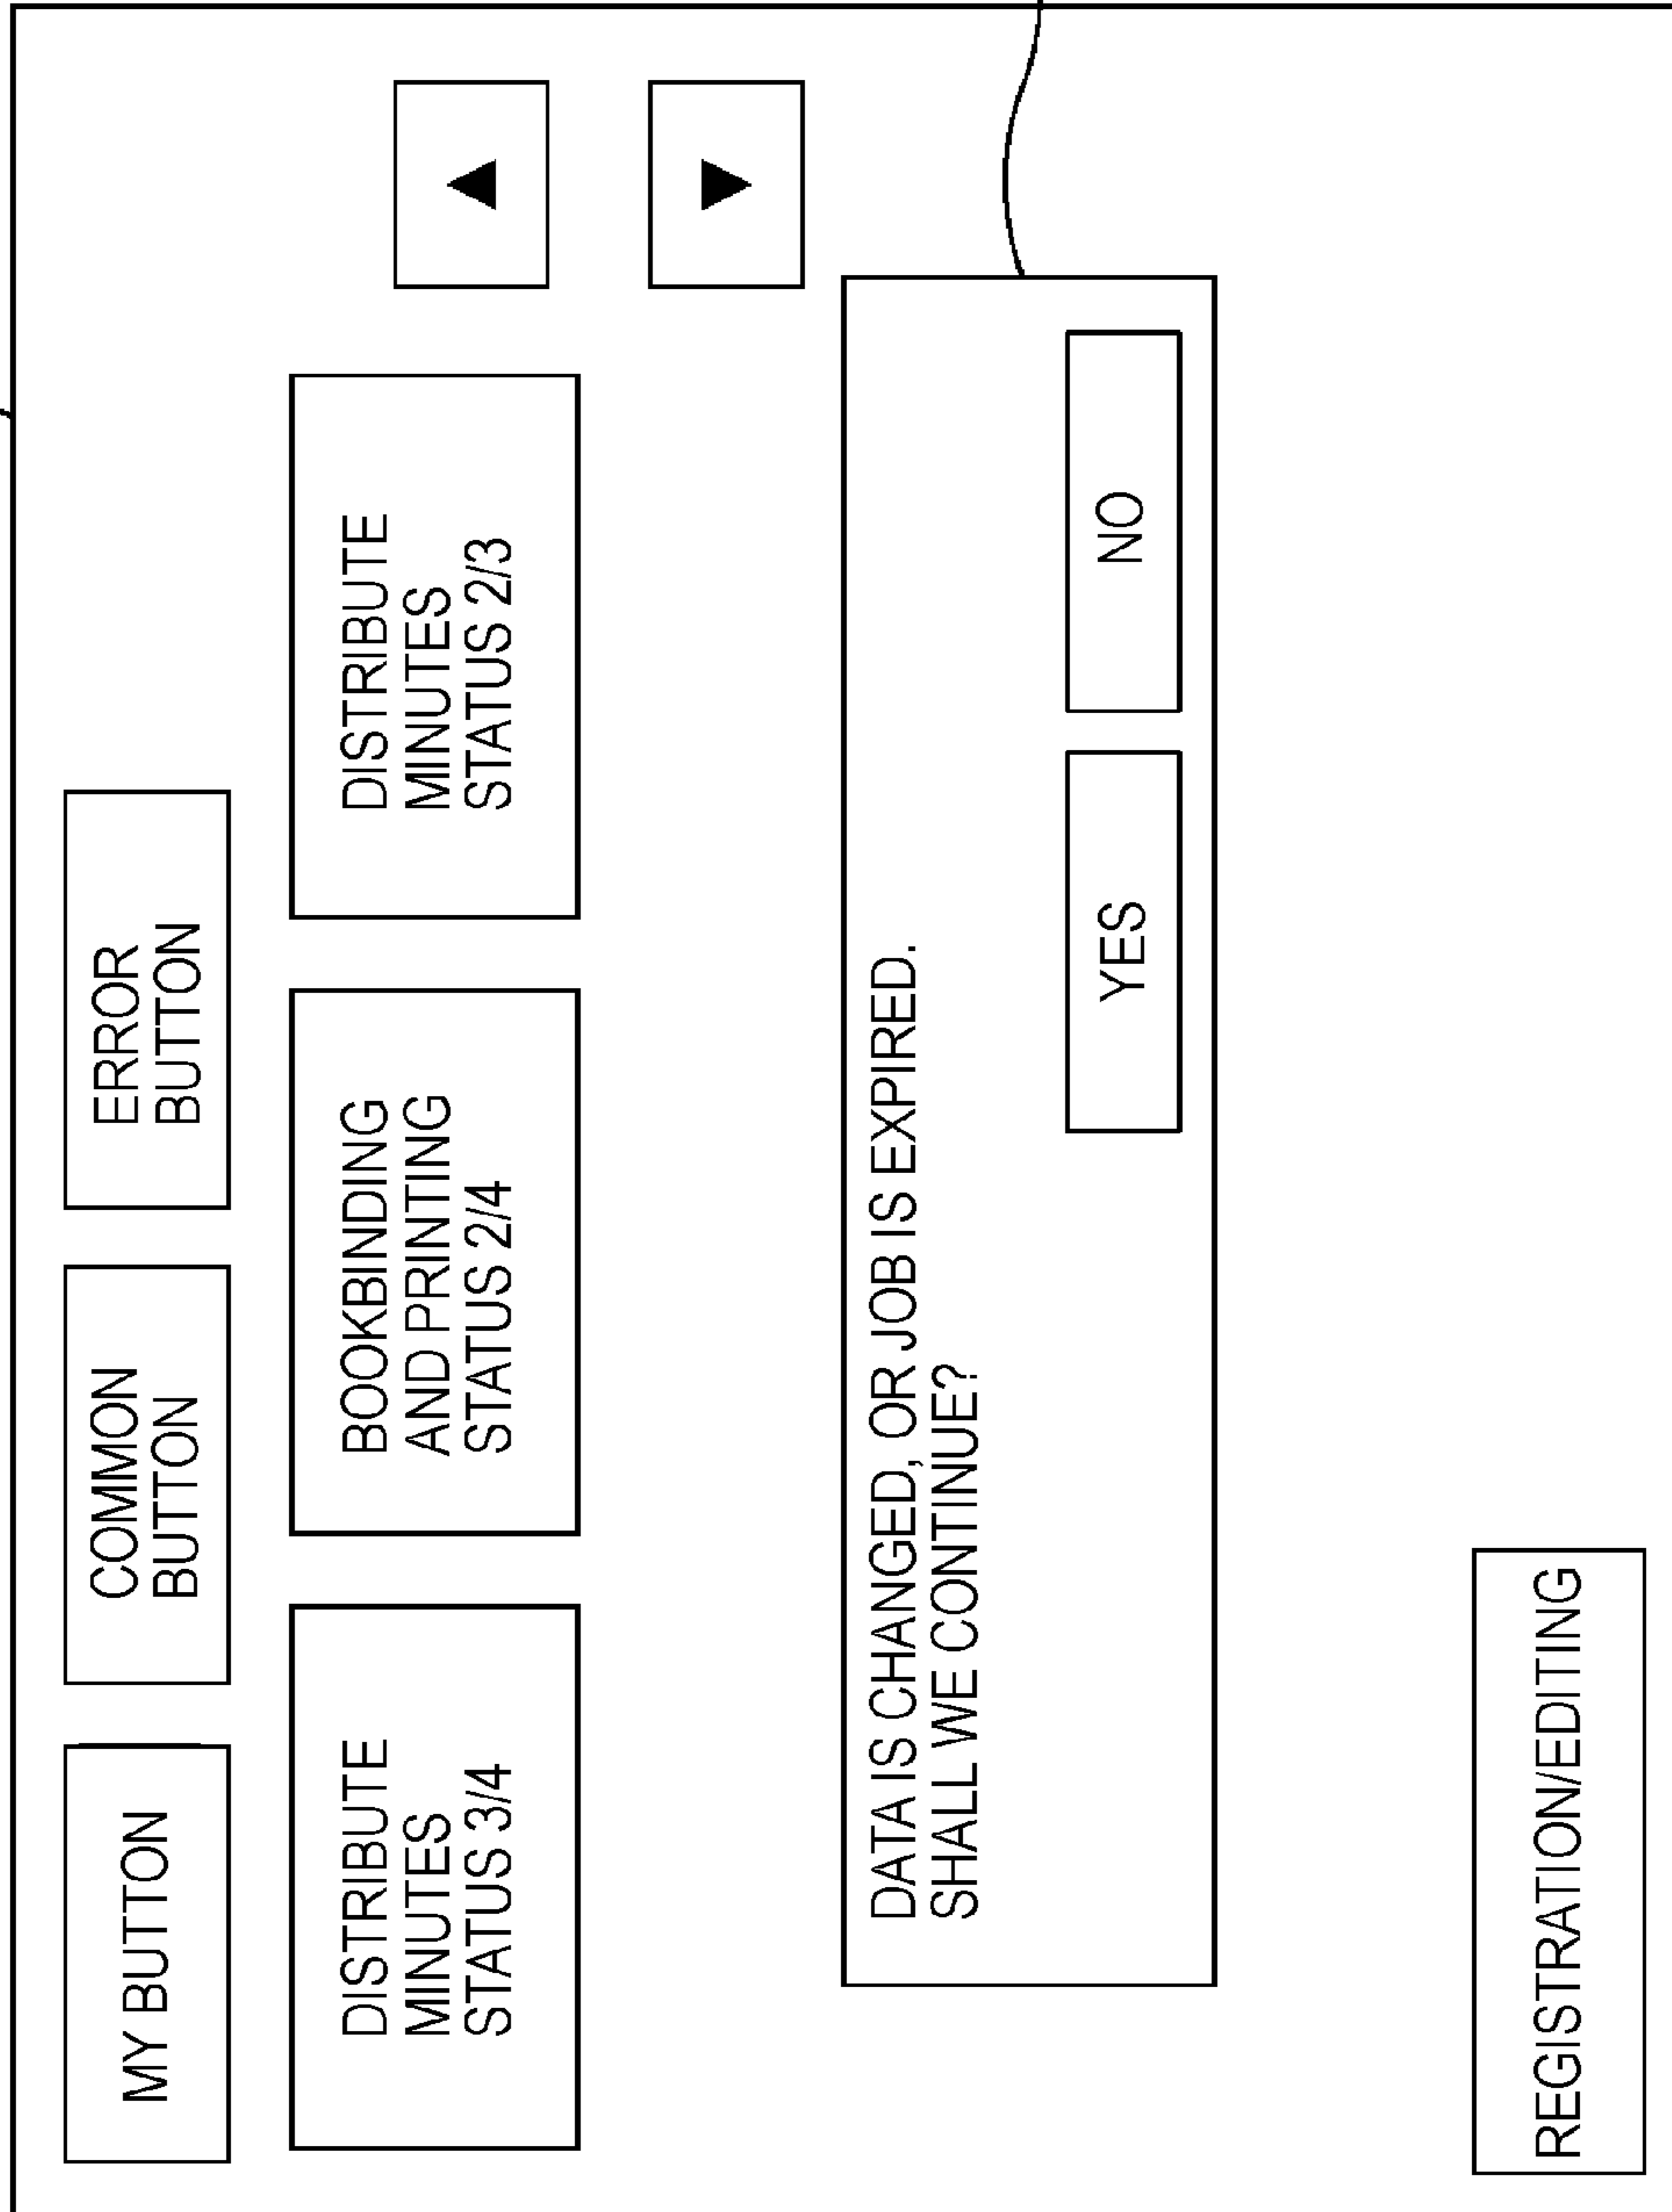 MY BUTTON
COMMON
BUTTON
ERROR
BUTTON
DISTRIBUTE
MINUTES
STATUS 3/4
BOOKBINDING
AND PRINTING
STATUS 2/4
DISTRIBUTE
MINUTES
STATUS 2/3
DATA IS CHANGED, OR JOB IS EXPIRED.
SHALL WE CONTINUE?
YES
NO
REGISTRATION/EDITING